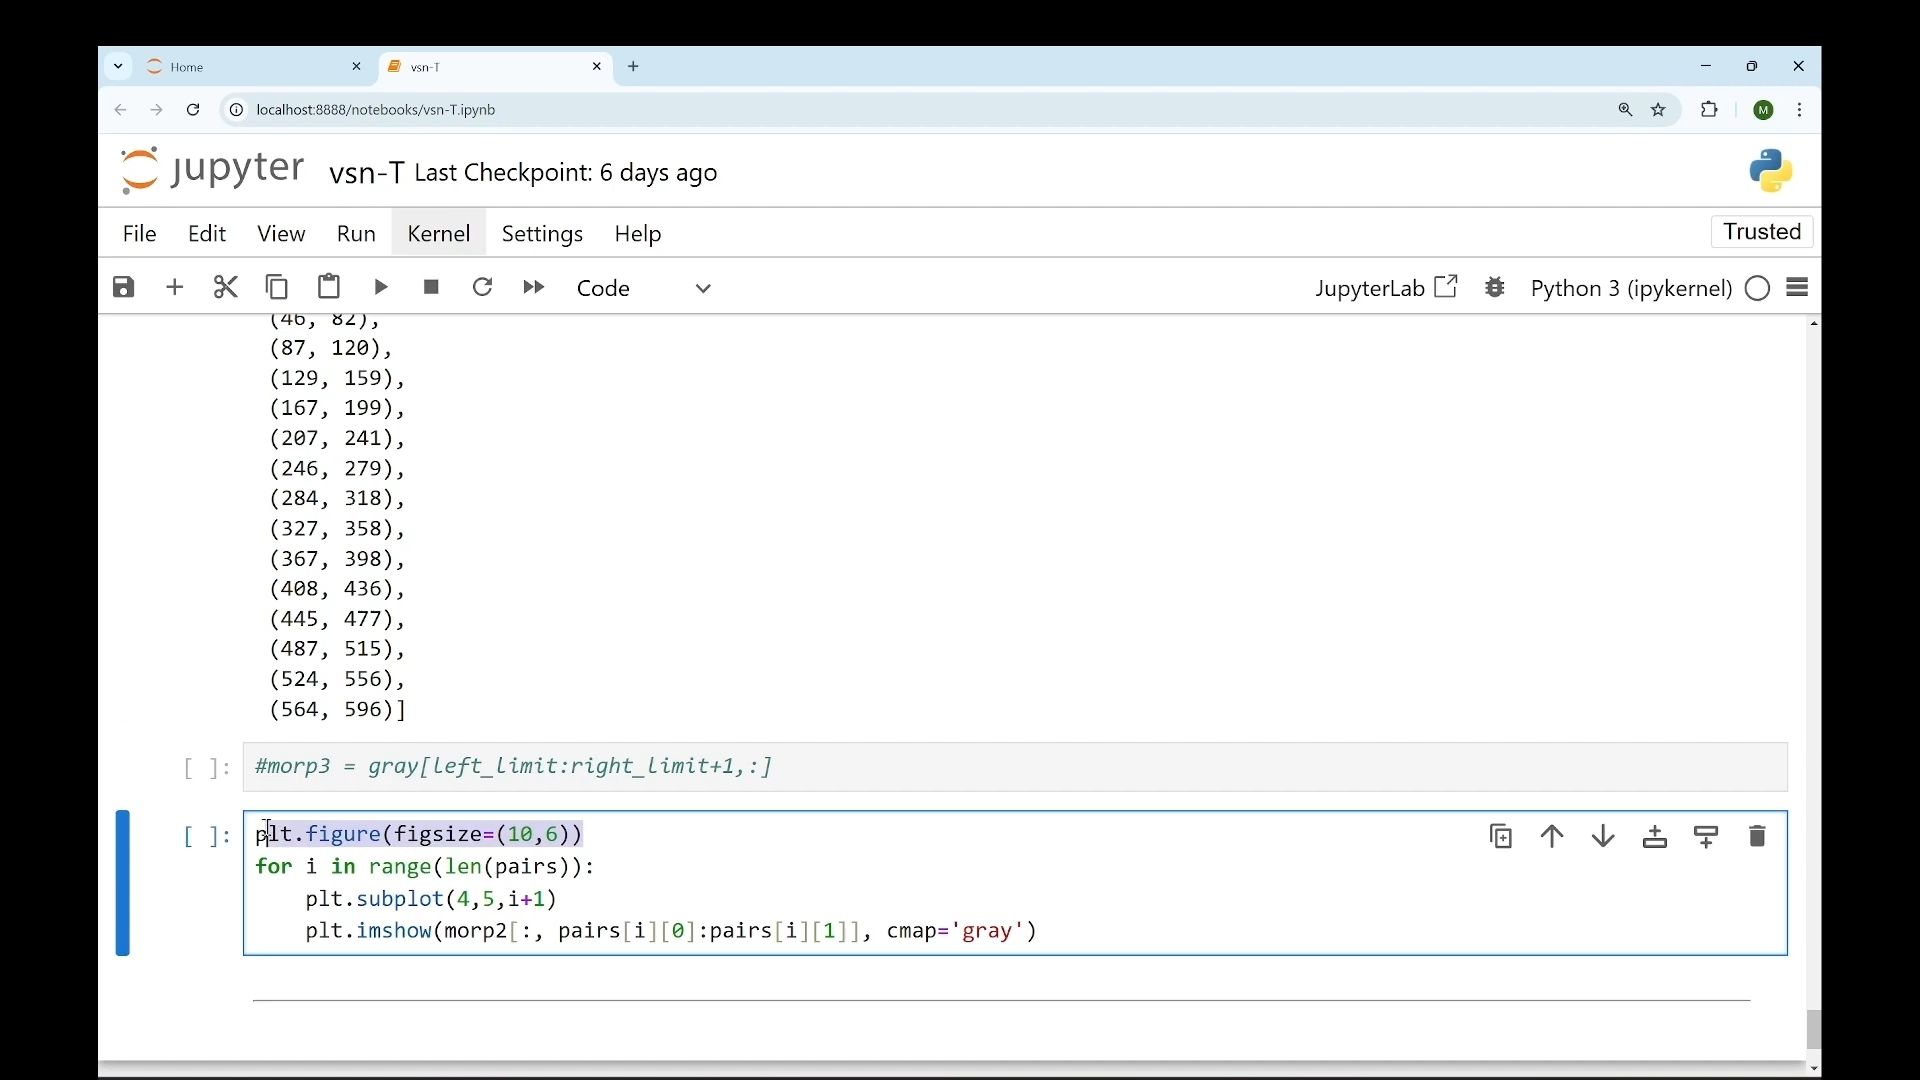 Home
vsn-T
localhost:8888/notebooks/vsn-T.ipynb
M
jupyter vsn-T Last Checkpoint: 6 days ago
File Edit View Run Kernel Settings Help Trusted
Code JupyterLab Python 3 (ipykernel)
(46, 82),
(87, 120),
(129, 159),
(167, 199),
(207, 241),
(246, 279),
(284, 318),
(327, 358),
(367, 398),
(408, 436),
(445, 477),
(487, 515),
(524, 556),
(564, 596)]
[ ]: #morp3 = gray[left_limit:right_limit+1,:]
[ ]: plt.figure(figsize=(10,6))
for i in range(len(pairs)):
    plt.subplot(4,5,i+1)
    plt.imshow(morp2[:, pairs[i][0]:pairs[i][1]], cmap='gray')